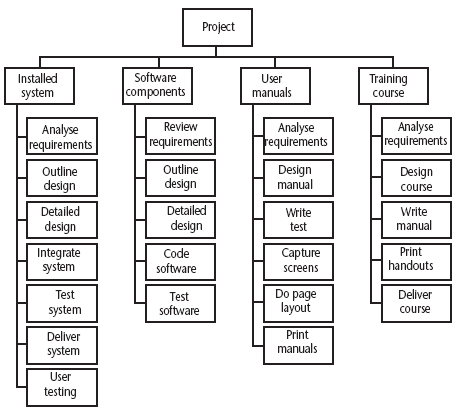 Project
Installed
system
Analyse
requirements
Outline
design
Detailed
design
Integrate
system
Test
system
Deliver
system
User
testing
Software
components
Review
requirements
Outline
design
Detailed
design
Code
software
Test
software
User
manuals
Analyse
requirements
Design
manual
Write
test
Capture
screens
Do page
layout
Print
manuals
Training
course
Analyse
requirements
Design
course
Write
manual
Print
handouts
Deliver
course